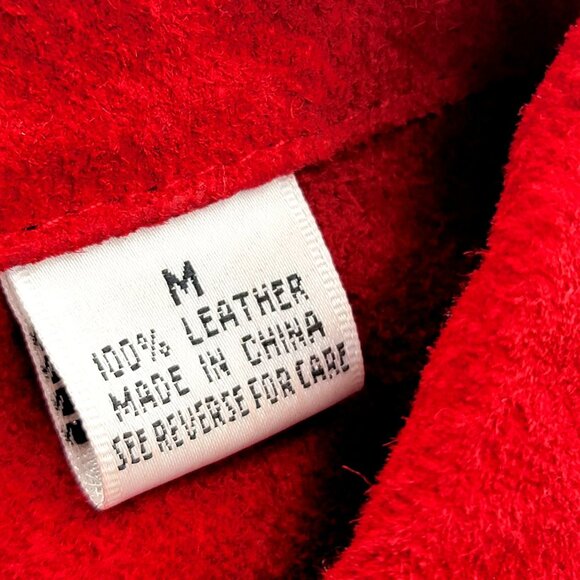 M
100% LEATHER
MADE IN CHINA
SEE REVERSE FOR CARE